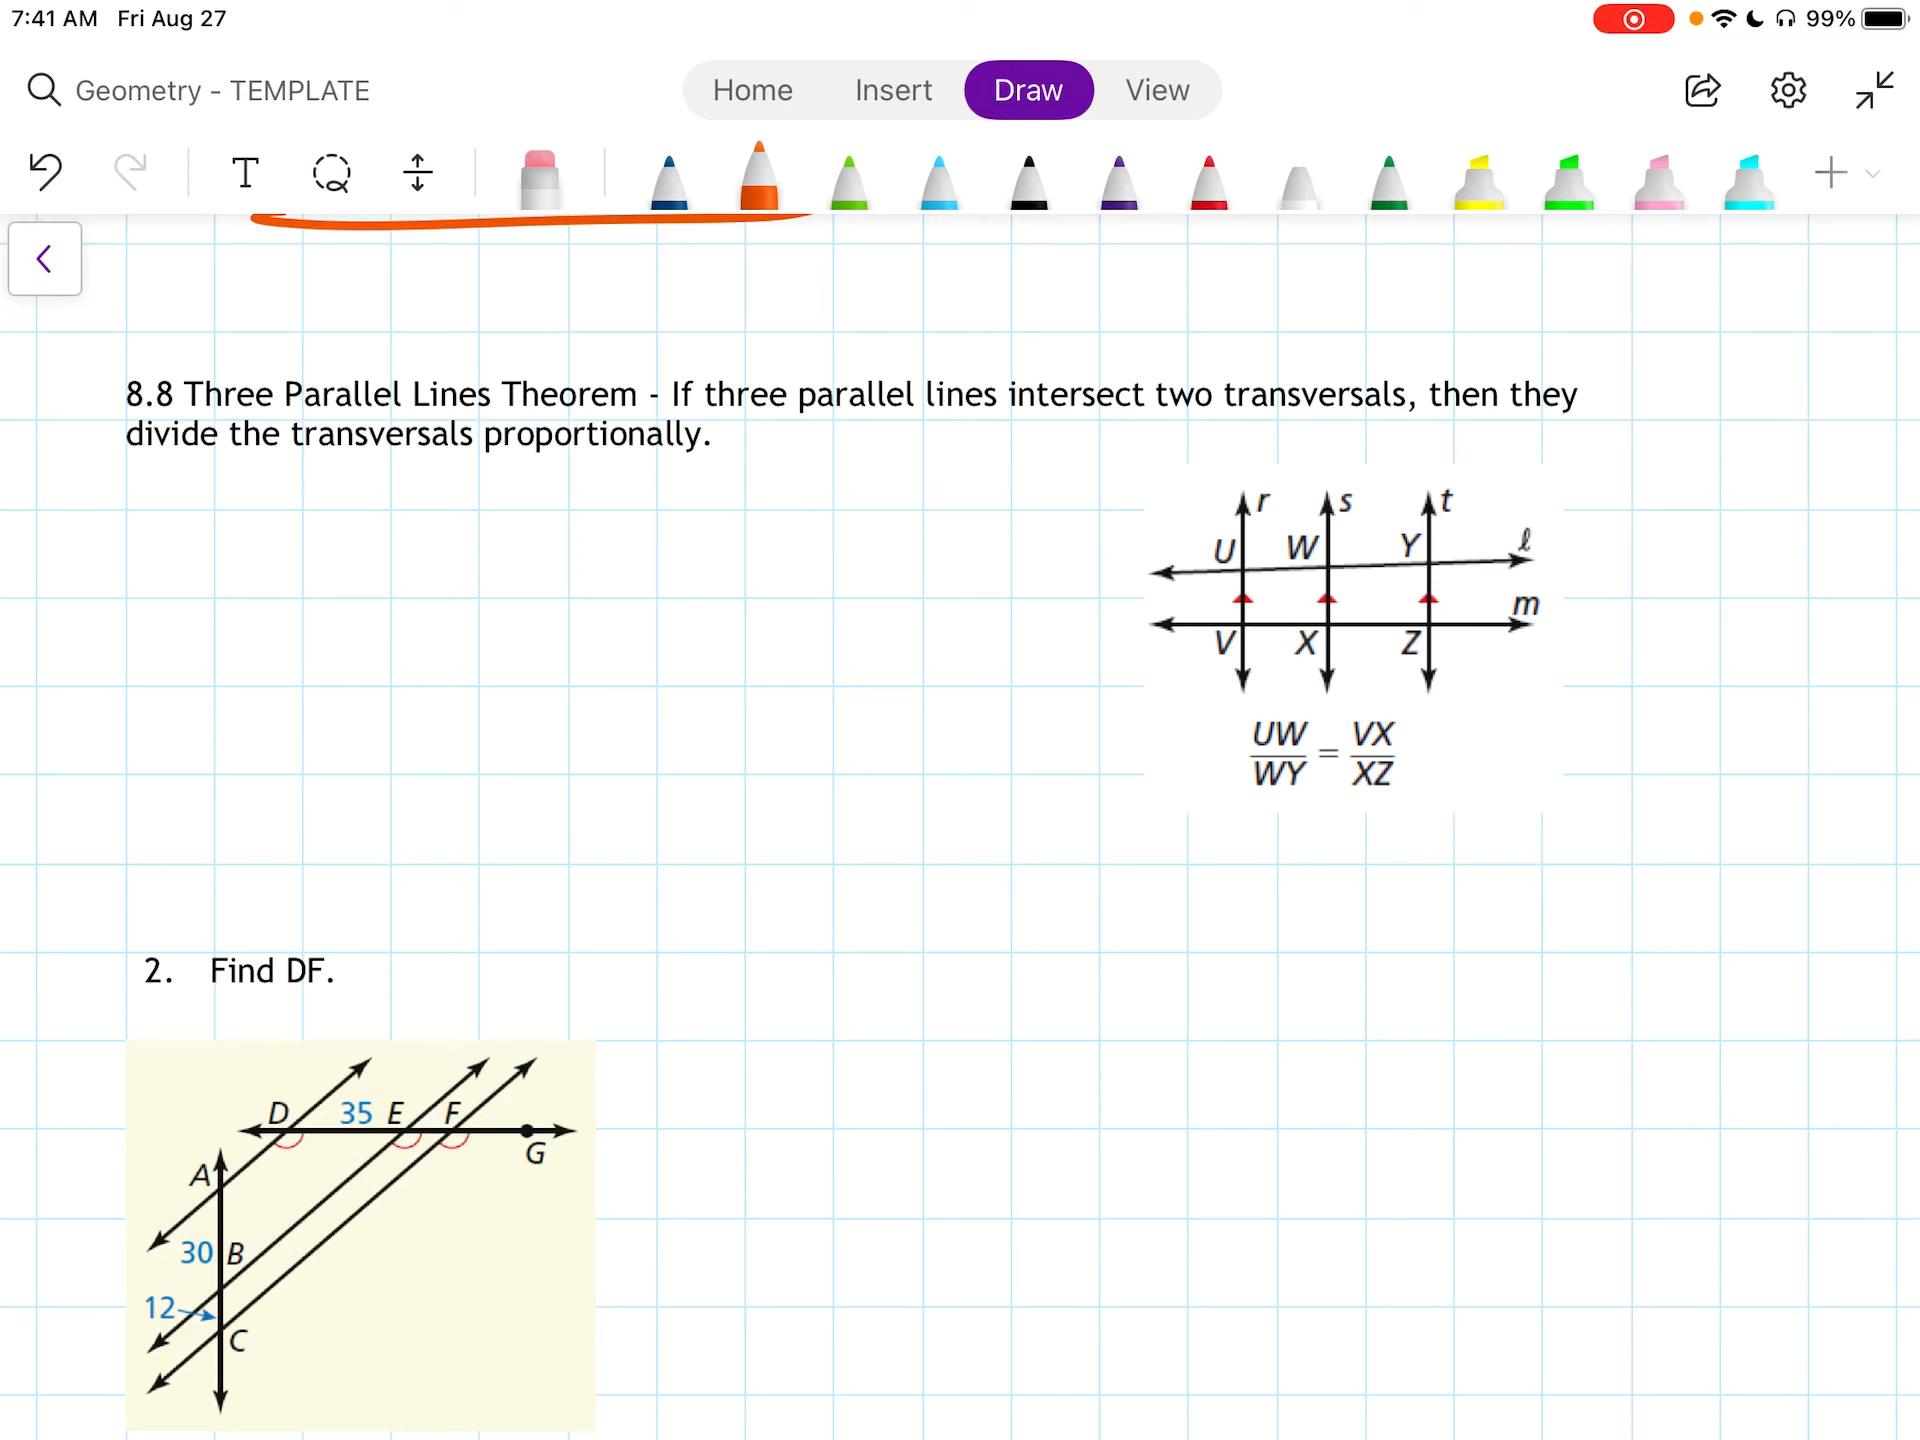 7:41 AM Fri Aug 27
99%
Geometry - TEMPLATE
Home Insert Draw View
T
8.8 Three Parallel Lines Theorem - If three parallel lines intersect two transversals, then they
divide the transversals proportionally.
r s t
U W Y ℓ
m
V X Z
UW/WY = VX/XZ
2. Find DF.
D 35 E F
G
A
30 B
12
C